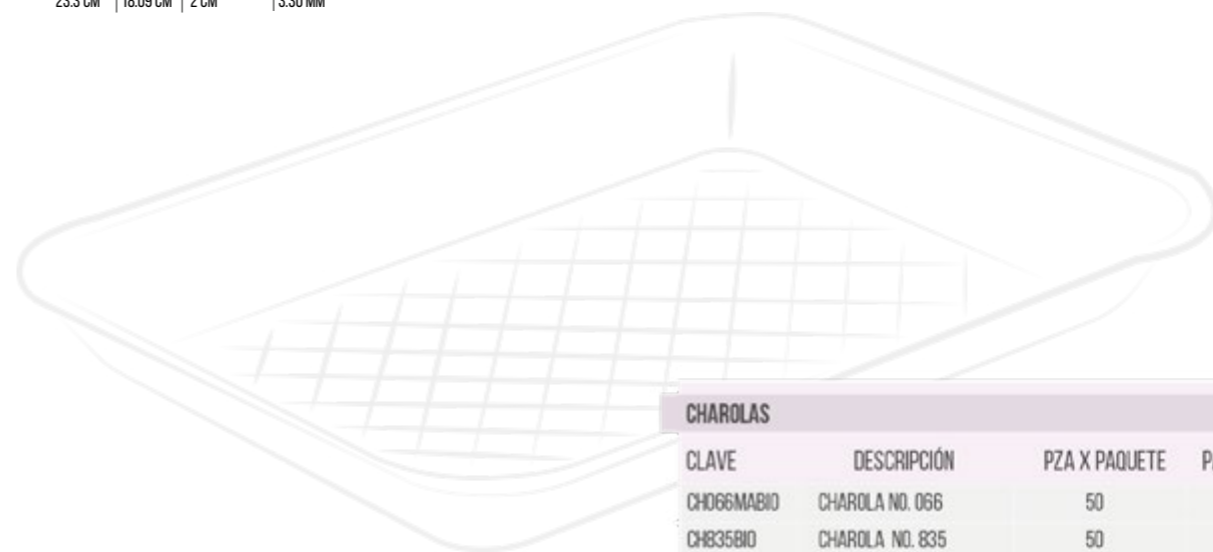 23.3 CM | 18.09 CM | 2 CM | 3.30 MM
CHAROLAS
CLAVE DESCRIPCIÓN PZA X PAQUETE
CH066MABIO CHAROLA NO. 066 50
CH835BIO CHAROLA NO. 835 50